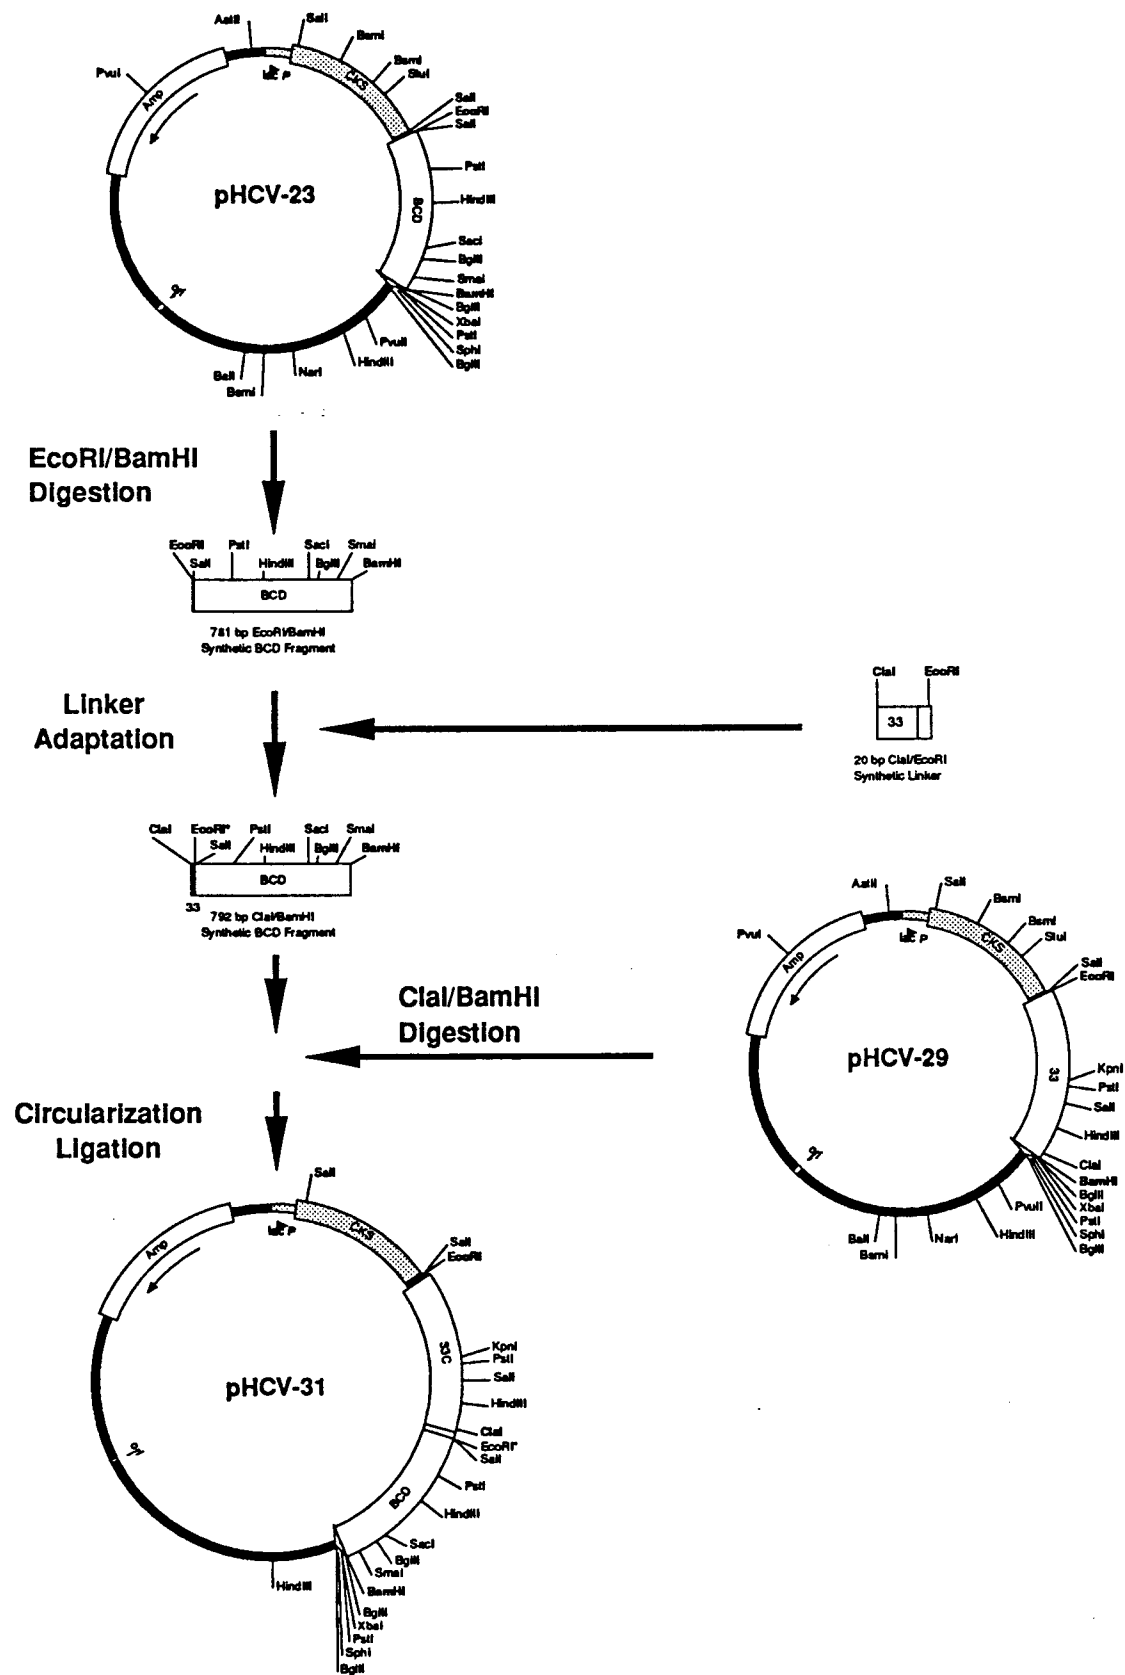 AatII
SalI
BsmI
BsmI
StuI
PvuI
Amp
lac P
CKS
SalI
EcoRI
SalI
PstI
pHCV-23
BCD
HindIII
SacI
BglII
SmaI
BamHI
BglII
XbaI
PstI
SphI
BglII
ori
PvuII
HindIII
NarI
BalI
BsmI
EcoRI/BamHI
Digestion
EcoRI
PstI
SacI
SmaI
SalI
HindIII
BglII
BamHI
BCD
781 bp EcoRI/BamHI
Synthetic BCD Fragment
Linker
Adaptation
ClaI
EcoRI
33
20 bp ClaI/EcoRI
Synthetic Linker
ClaI
EcoRI*
PstI
SacI
SmaI
SalI
HindIII
BglII
BamHI
BCD
33
792 bp ClaI/BamHI
Synthetic BCD Fragment
ClaI/BamHI
Digestion
AatII
SalI
BsmI
BsmI
StuI
PvuI
Amp
lac P
CKS
SalI
EcoRI
pHCV-29
33
KpnI
PstI
SalI
HindIII
ClaI
BamHI
BglII
XbaI
PstI
SphI
BglII
ori
PvuII
HindIII
NarI
BalI
BsmI
Circularization
Ligation
SalI
Amp
lac P
CKS
SalI
EcoRI
33C
KpnI
PstI
SalI
HindIII
pHCV-31
ClaI
EcoRI*
SalI
PstI
HindIII
BCD
ori
SacI
BglII
SmaI
BamHI
HindIII
BglII
XbaI
PstI
SphI
BglII